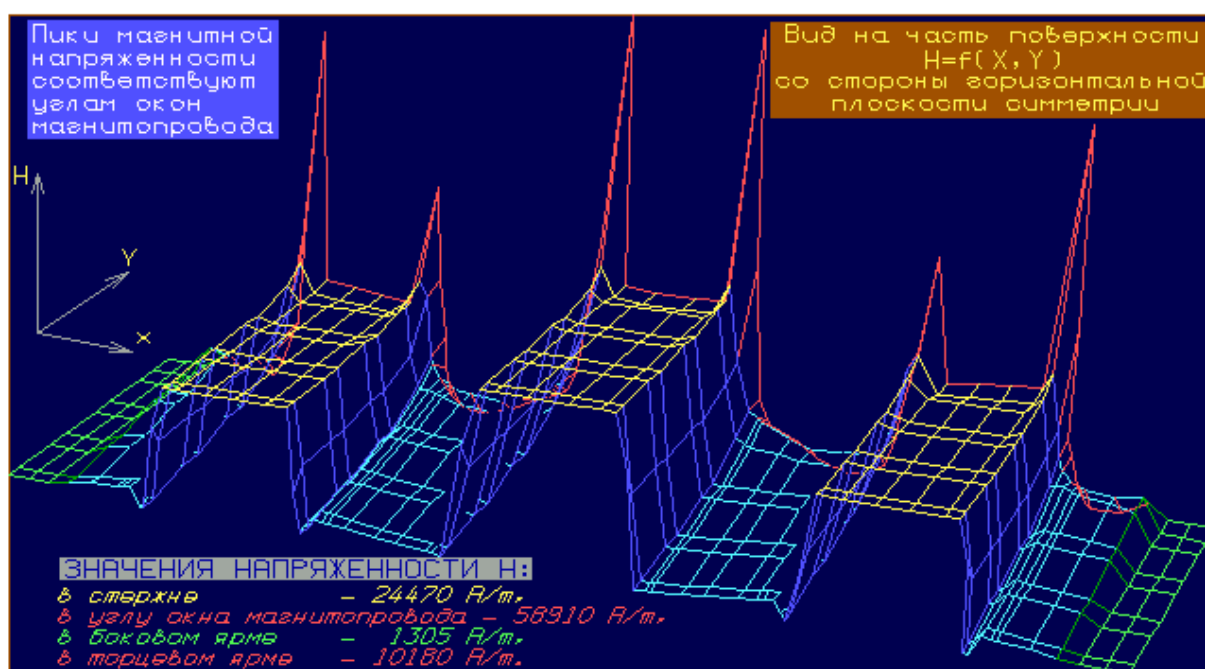 Пики магнитной
напряженности
соответствуют
углам окон
магнитопровода
Вид на часть поверхности
H=f(X,Y)
со стороны горизонтальной
плоскости симметрии
H
Y
x
ЗНАЧЕНИЯ НАПРЯЖЕННОСТИ H:
в стержне – 24470 А/m.
в углу окна магнитопровода – 58910 А/m.
в боковом ярме – 1305 А/m.
в торцевом ярме – 10180 А/m.